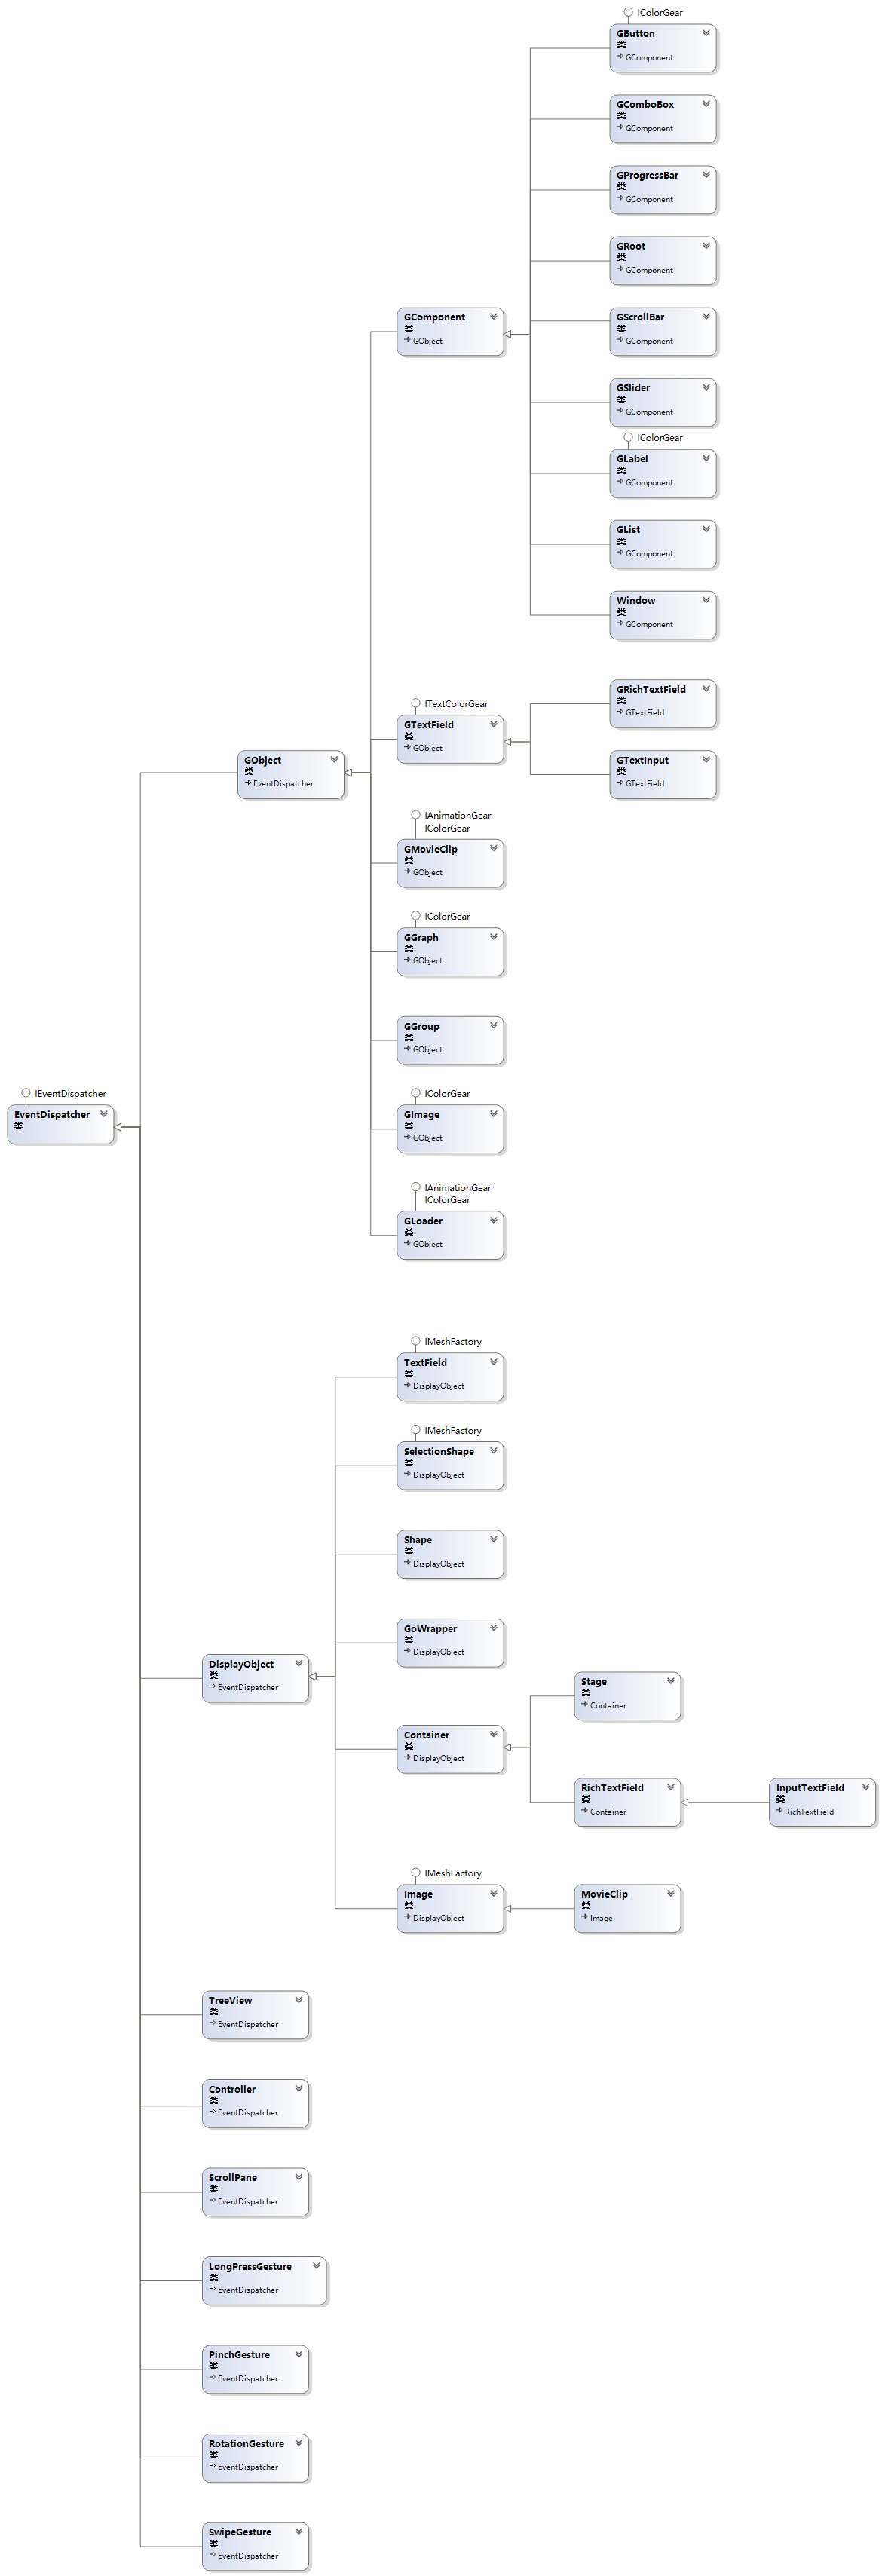 IColorGear
GButton
GComponent
GComboBox
GComponent
GProgressBar
GComponent
GRoot
GComponent
GComponent
GObject
GScrollBar
GComponent
GSlider
GComponent
IColorGear
GLabel
GComponent
GList
GComponent
Window
GComponent
ITextColorGear
GTextField
GObject
GRichTextField
GTextField
GTextInput
GTextField
GObject
EventDispatcher
IAnimationGear
IColorGear
GMovieClip
GObject
IColorGear
GGraph
GObject
GGroup
GObject
IEventDispatcher
EventDispatcher
IColorGear
GImage
GObject
IAnimationGear
IColorGear
GLoader
GObject
IMeshFactory
TextField
DisplayObject
IMeshFactory
SelectionShape
DisplayObject
Shape
DisplayObject
GoWrapper
DisplayObject
DisplayObject
EventDispatcher
Stage
Container
Container
DisplayObject
RichTextField
Container
InputTextField
RichTextField
IMeshFactory
Image
DisplayObject
MovieClip
Image
TreeView
EventDispatcher
Controller
EventDispatcher
ScrollPane
EventDispatcher
LongPressGesture
EventDispatcher
PinchGesture
EventDispatcher
RotationGesture
EventDispatcher
SwipeGesture
EventDispatcher